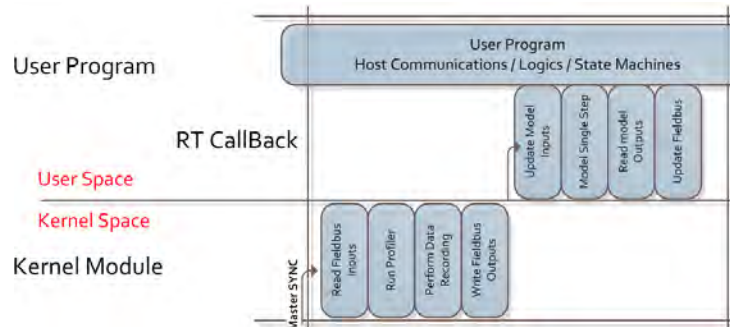 User Program
User Program
Host Communications / Logics / State Machines
RT CallBack
Update Model
Inputs
Model Single Step
Read model
Outputs
Update Fieldbus
User Space
Kernel Space
Kernel Module
Master SYNC
Read Fieldbus
Inputs
Run Profiler
Perform Data
Recording
Write Fieldbus
Outputs